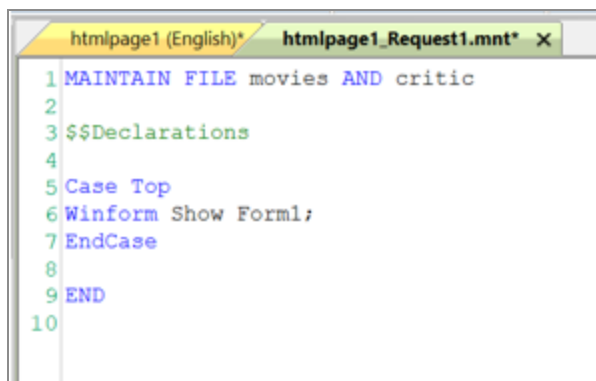 htmlpage1 (English)* htmlpage1_Request1.mnt* ×
1 MAINTAIN FILE movies AND critic
2
3 $$Declarations
4
5 Case Top
6 Winform Show Form1;
7 EndCase
8
9 END
10